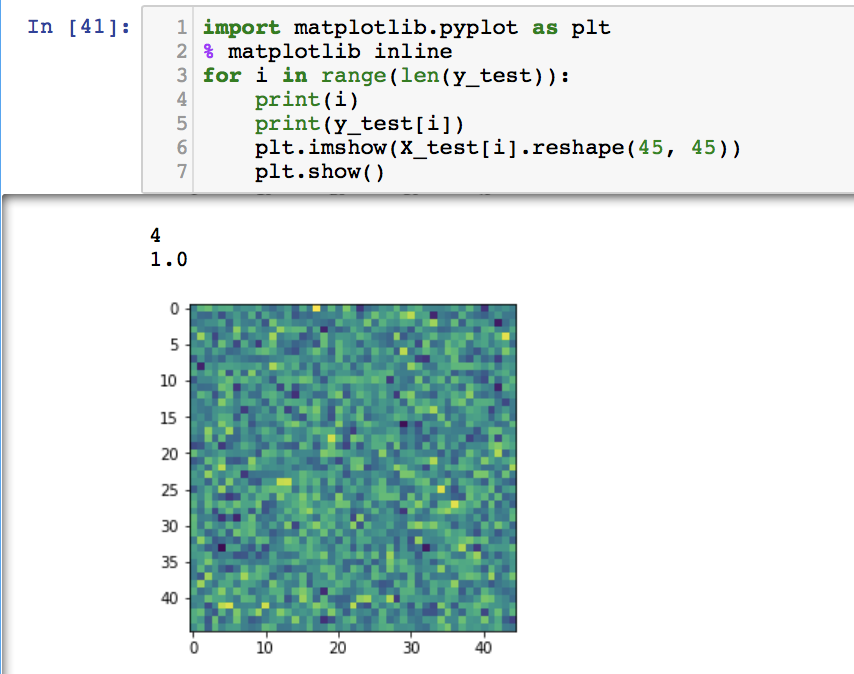 In [41]:
1 import matplotlib.pyplot as plt
2 % matplotlib inline
3 for i in range(len(y_test)):
4     print(i)
5     print(y_test[i])
6     plt.imshow(X_test[i].reshape(45, 45))
7     plt.show()
4
1.0
0
5
10
15
20
25
30
35
40
0 10 20 30 40